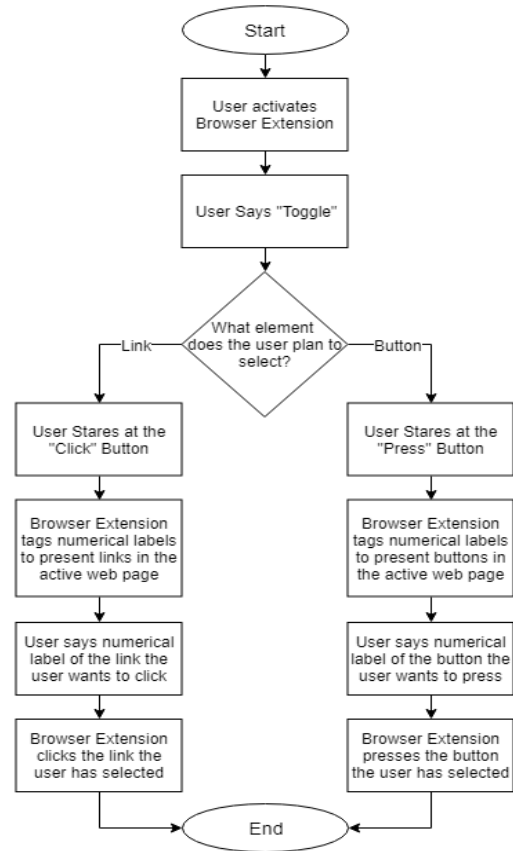 Start
User activates
Browser Extension
User Says "Toggle"
What element
does the user plan to
select?
Link
Button
User Stares at the
"Click" Button
User Stares at the
"Press" Button
Browser Extension
tags numerical labels
to present links in the
active web page
Browser Extension
tags numerical labels
to present buttons in
the active web page
User says numerical
label of the link the
user wants to click
User says numerical
label of the button the
user wants to press
Browser Extension
clicks the link the
user has selected
Browser Extension
presses the button
the user has selected
End